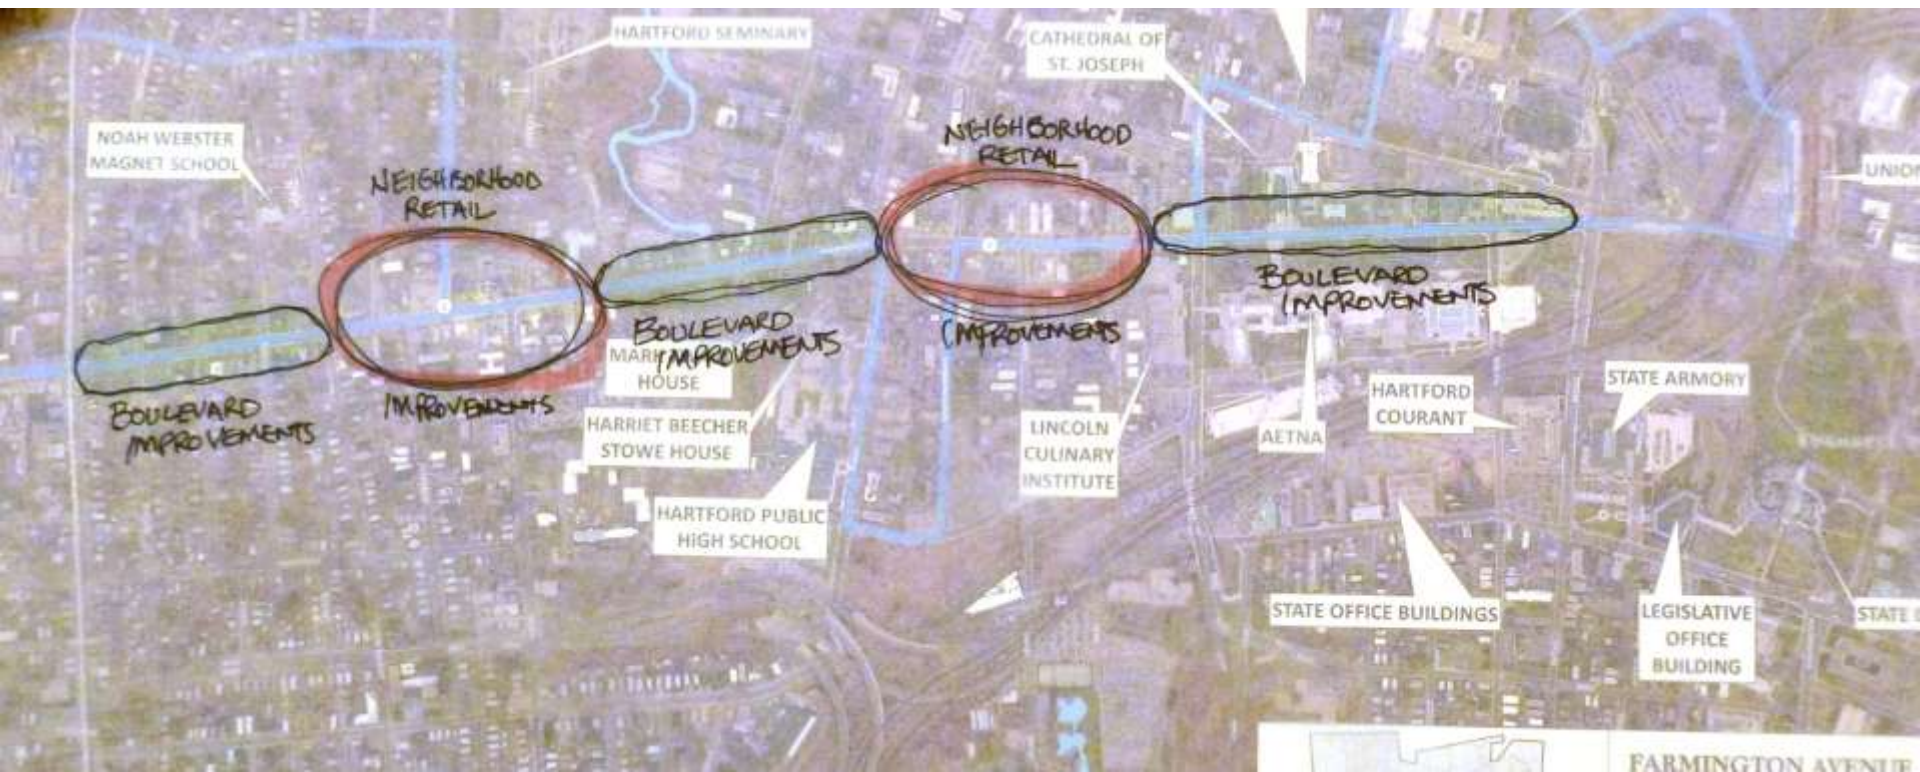 HARTFORD SEMINARY
CATHEDRAL OF
ST. JOSEPH
NOAH WEBSTER
MAGNET SCHOOL
NEIGHBORHOOD
RETAIL
IMPROVEMENTS
NEIGHBORHOOD
RETAIL
IMPROVEMENTS
UNION
BOULEVARD
IMPROVEMENTS
BOULEVARD
IMPROVEMENTS
BOULEVARD
IMPROVEMENTS
MARK
HOUSE
HARRIET BEECHER
STOWE HOUSE
HARTFORD PUBLIC
HIGH SCHOOL
LINCOLN
CULINARY
INSTITUTE
AETNA
HARTFORD
COURANT
STATE ARMORY
STATE OFFICE BUILDINGS
LEGISLATIVE
OFFICE
BUILDING
STATE
FARMINGTON AVENUE